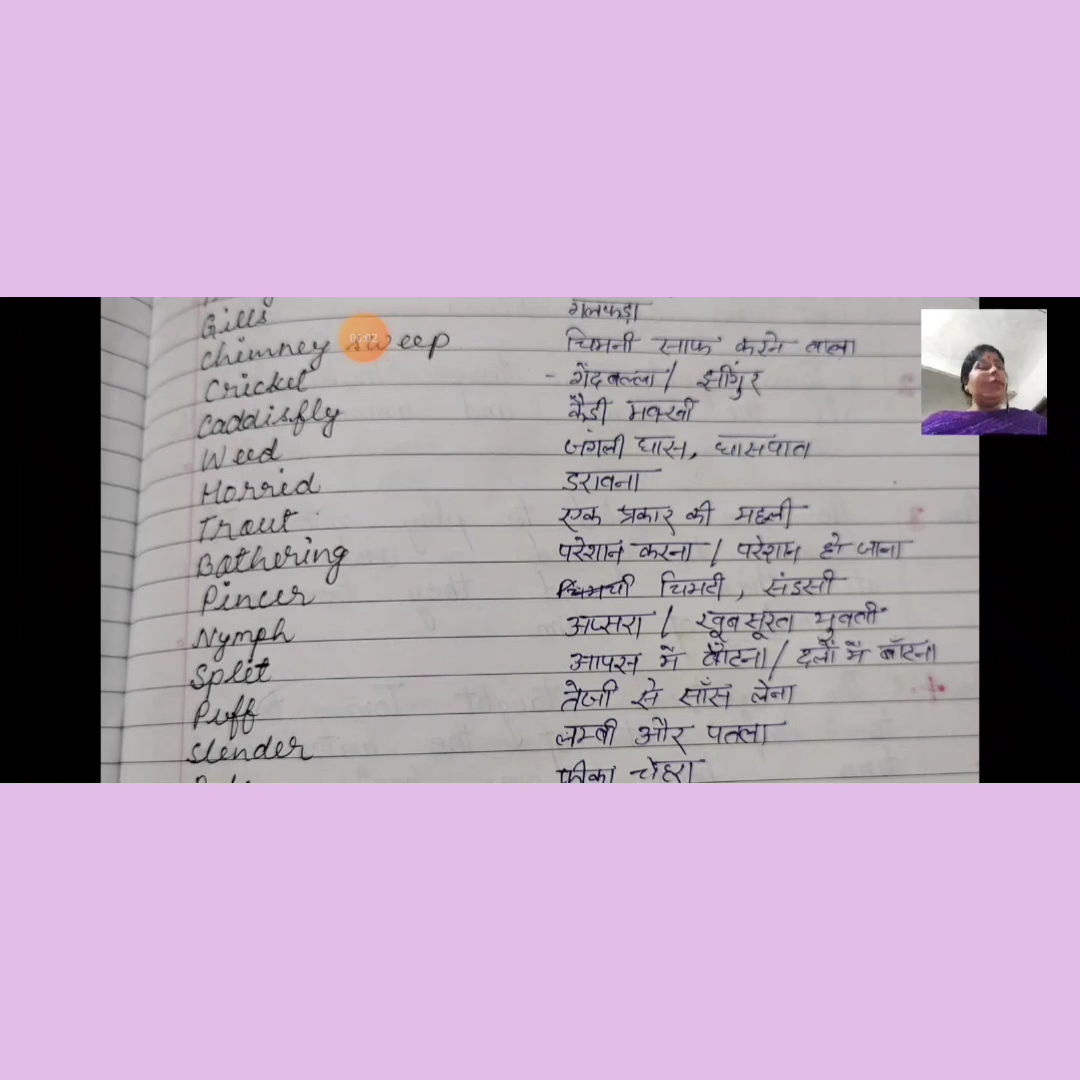 Gills गलफड़ा
Chimney sweep चिमनी साफ करने वाला
Cricket - गेंदबल्ला / झींगुर
Caddisfly कैडी मक्खी
Weed जंगली घास, घासपात
Horrid डरावना
Trout एक प्रकार की मछली
Bothering परेशान करना / परेशान हो जाना
Pincer चिमटी, संडसी
Nymph अप्सरा / खूबसूरत युवती
Split आपस में बाँटना / दलों में बाँटना
Puff तेजी से साँस लेना
Slender लम्बी और पतला
फीका चेहरा